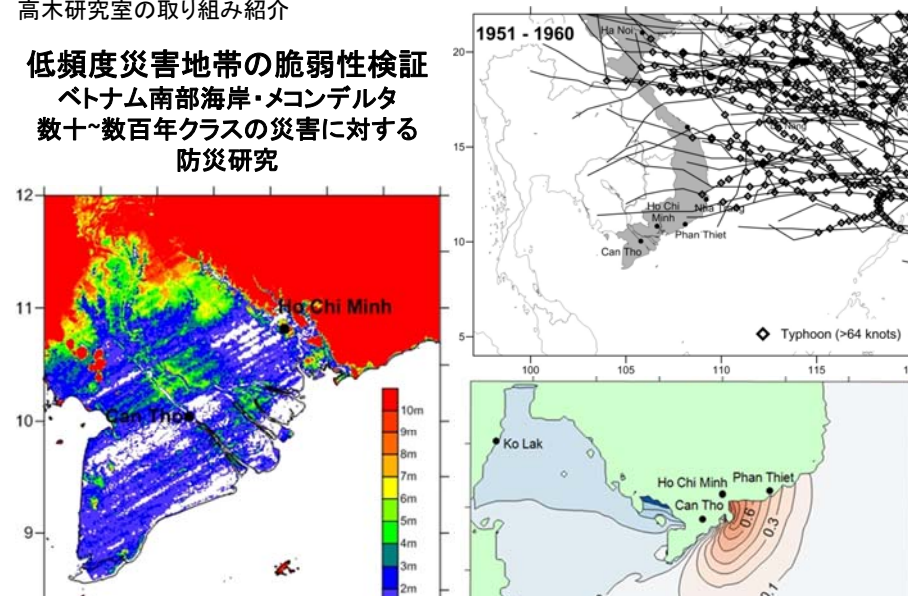 高木研究室の取り組み紹介
低頻度災害地帯の脆弱性検証
ベトナム南部海岸・メコンデルタ
数十~数百年クラスの災害に対する
防災研究
12
11
10
9
Ho Chi Minh
Can Tho
10m
9m
8m
7m
6m
5m
4m
3m
2m
1951 - 1960
Ha Noi
20
15
10
5
Nha Trang
Ho Chi
Minh
Phan Thiet
Can Tho
Typhoon (>64 knots)
100
105
110
115
Ko Lak
Ho Chi Minh
Phan Thiet
Can Tho
0.6
0.3
0.1